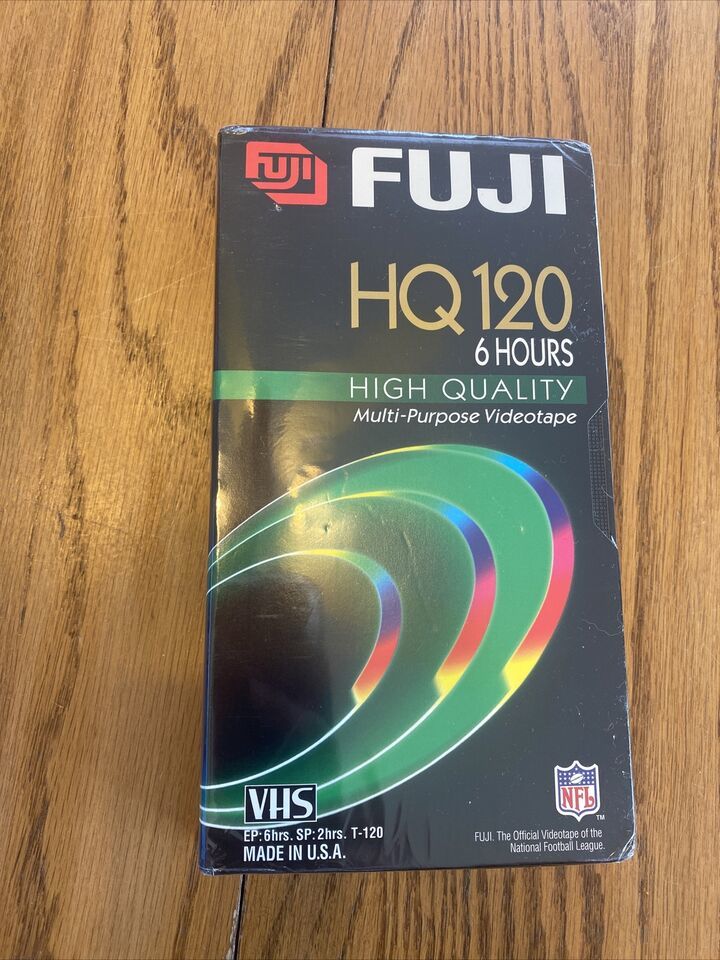 FUJI FUJI
HQ 120
6 HOURS
HIGH QUALITY
Multi-Purpose Videotape
VHS
EP: 6hrs. SP: 2hrs. T-120
MADE IN U.S.A.
NFL
TM
FUJI. The Official Videotape of the
National Football League.